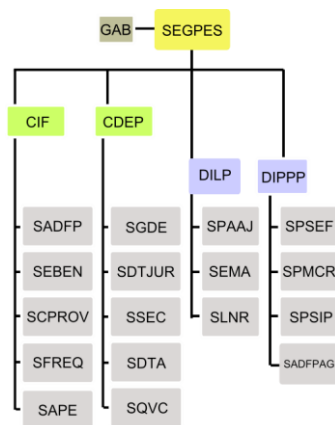 GAB
SEGPES
CIF
CDEP
DILP
DIPPP
SADFP
SEBEN
SCPROV
SFREQ
SAPE
SGDE
SDTJUR
SSEC
SDTA
SQVC
SPAAJ
SEMA
SLNR
SPSEF
SPMCR
SPSIP
SADFPAG